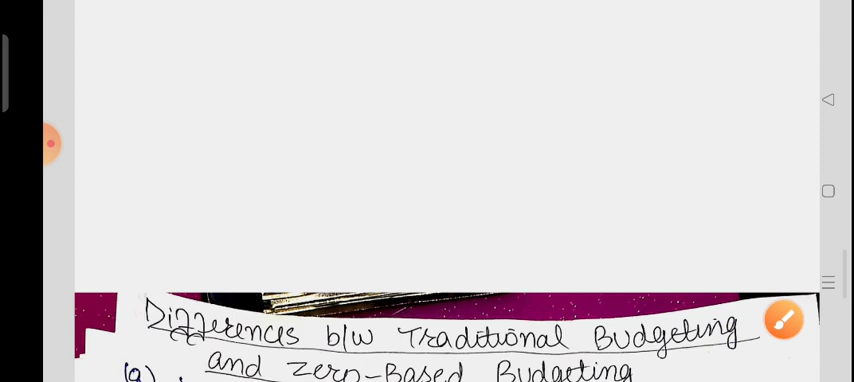 Differences b/w Traditional Budgeting
and Zero-Based Budgeting
(a)